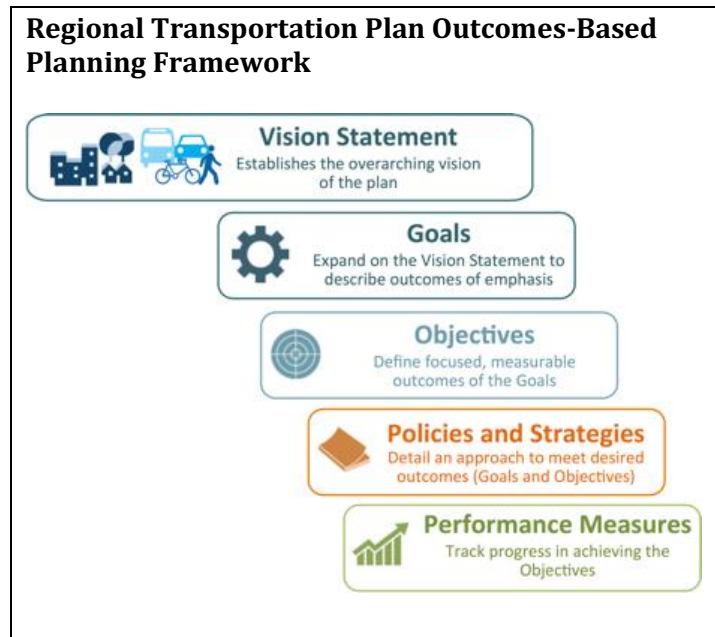 Regional Transportation Plan Outcomes-Based
Planning Framework
Vision Statement
Establishes the overarching vision
of the plan
Goals
Expand on the Vision Statement to
describe outcomes of emphasis
Objectives
Define focused, measurable
outcomes of the Goals
Policies and Strategies
Detail an approach to meet desired
outcomes (Goals and Objectives)
Performance Measures
Track progress in achieving the
Objectives